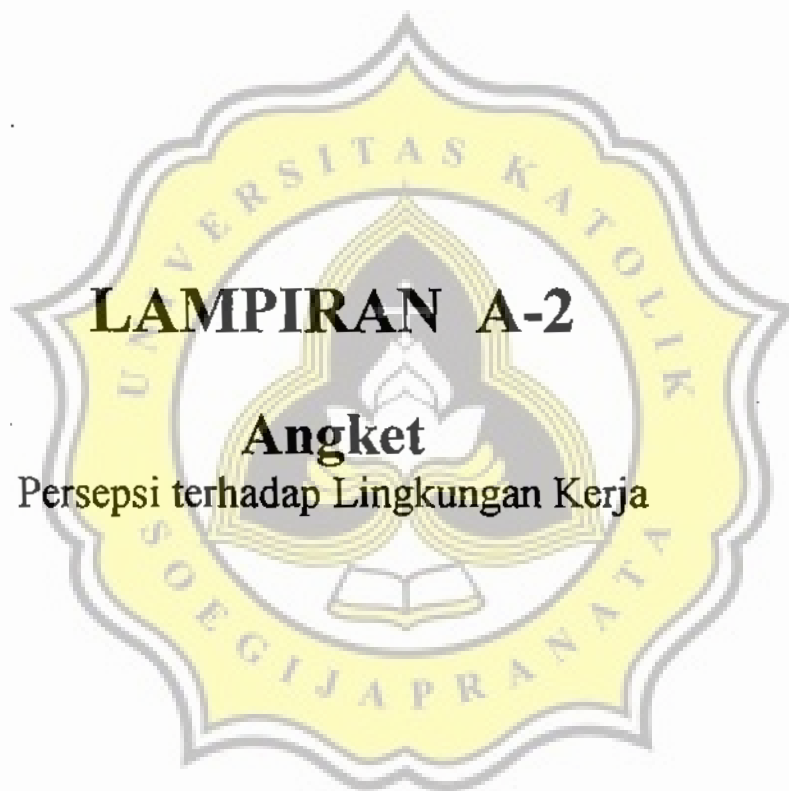 UNIVERSITAS KATOLIK
LAMPIRAN A-2
Angket
Persepsi terhadap Lingkungan Kerja
SOEGIJAPRANATA